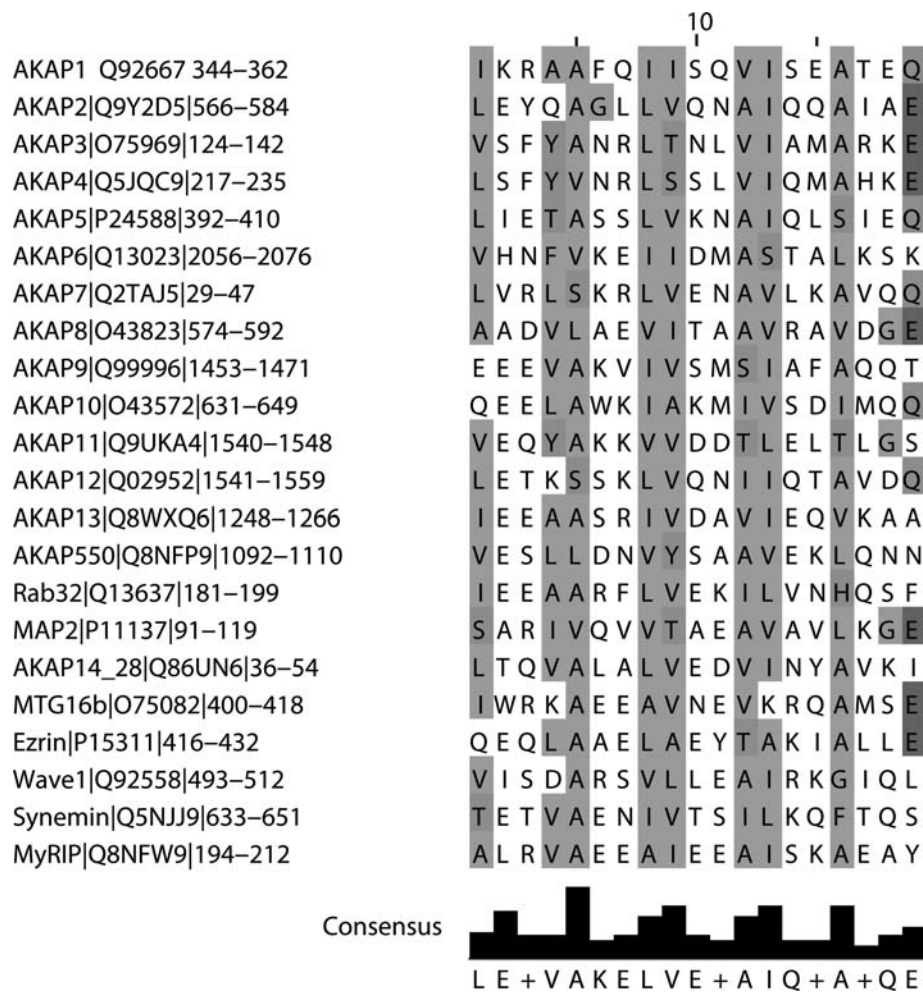 10
AKAP1 Q92667 344–362 I K R A A F Q I I S Q V I S E A T E Q
AKAP2|Q9Y2D5|566–584 L E Y Q A G L L V Q N A I Q Q A I A E
AKAP3|O75969|124–142 V S F Y A N R L T N L V I A M A R K E
AKAP4|Q5JQC9|217–235 L S F Y V N R L S S L V I Q M A H K E
AKAP5|P24588|392–410 L I E T A S S L V K N A I Q L S I E Q
AKAP6|Q13023|2056–2076 V H N F V K E I I D M A S T A L K S K
AKAP7|Q2TAJ5|29–47 L V R L S K R L V E N A V L K A V Q Q
AKAP8|O43823|574–592 A A D V L A E V I T A A V R A V D G E
AKAP9|Q99996|1453–1471 E E E V A K V I V S M S I A F A Q Q T
AKAP10|O43572|631–649 Q E E L A W K I A K M I V S D I M Q Q
AKAP11|Q9UKA4|1540–1548 V E Q Y A K K V V D D T L E L T L G S
AKAP12|Q02952|1541–1559 L E T K S S K L V Q N I I Q T A V D Q
AKAP13|Q8WXQ6|1248–1266 I E E A A S R I V D A V I E Q V K A A
AKAP550|Q8NFP9|1092–1110 V E S L L D N V Y S A A V E K L Q N N
Rab32|Q13637|181–199 I E E A A R F L V E K I L V N H Q S F
MAP2|P11137|91–119 S A R I V Q V V T A E A V A V L K G E
AKAP14_28|Q86UN6|36–54 L T Q V A L A L V E D V I N Y A V K I
MTG16b|O75082|400–418 I W R K A E E A V N E V K R Q A M S E
Ezrin|P15311|416–432 Q E Q L A A E L A E Y T A K I A L L E
Wave1|Q92558|493–512 V I S D A R S V L L E A I R K G I Q L
Synemin|Q5NJJ9|633–651 T E T V A E N I V T S I L K Q F T Q S
MyRIP|Q8NFW9|194–212 A L R V A E E A I E E A I S K A E A Y
Consensus
L E + V A K E L V E + A I Q + A + Q E